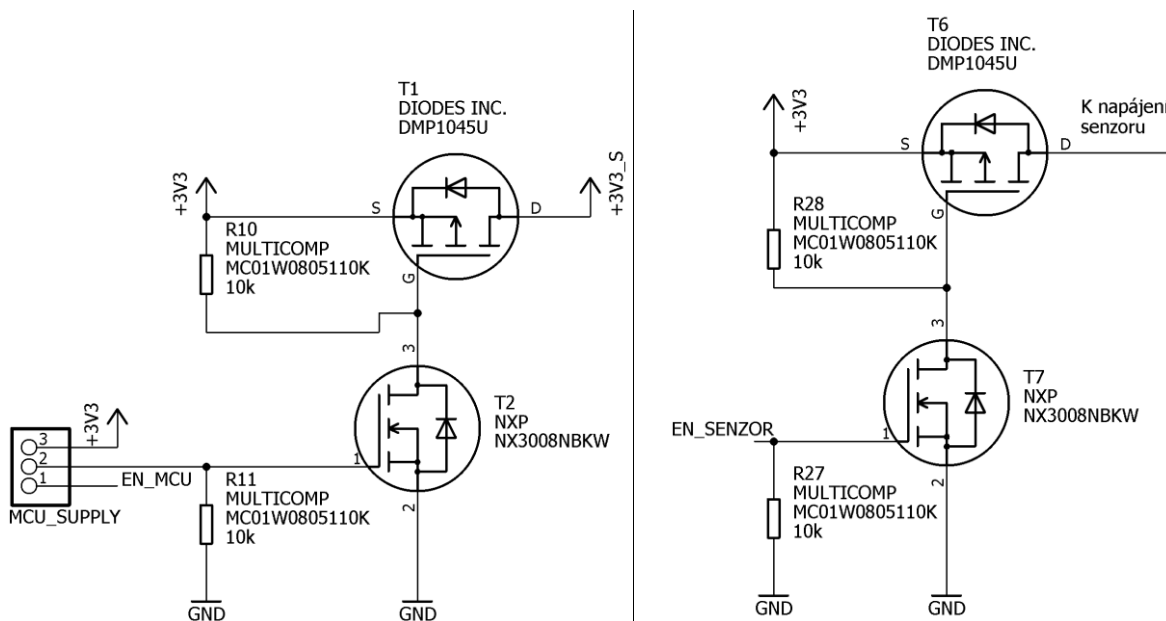 T1
DIODES INC.
DMP1045U
+3V3
S
D
+3V3_S
R10
MULTICOMP
MC01W0805110K
10k
G
3
T2
NXP
NX3008NBKW
+3V3
3
2
1
EN_MCU
MCU_SUPPLY
1
R11
MULTICOMP
MC01W0805110K
10k
2
GND
GND
T6
DIODES INC.
DMP1045U
+3V3
K napájení
senzoru
S
D
R28
MULTICOMP
MC01W0805110K
10k
G
3
T7
NXP
NX3008NBKW
EN_SENZOR
1
R27
MULTICOMP
MC01W0805110K
10k
2
GND
GND